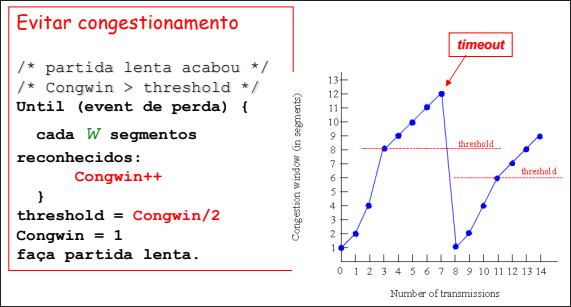 Evitar congestionamento
/* partida lenta acabou */
/* Congwin > threshold */
Until (event de perda) {
cada W segmentos
reconhecidos:
Congwin++
}
threshold = Congwin/2
Congwin = 1
faça partida lenta.
timeout
Congestion window (in segments)
13
12
11
10
9
8
7
6
5
4
3
2
1
threshold
threshold
0 1 2 3 4 5 6 7 8 9 10 11 12 13 14
Number of transmissions